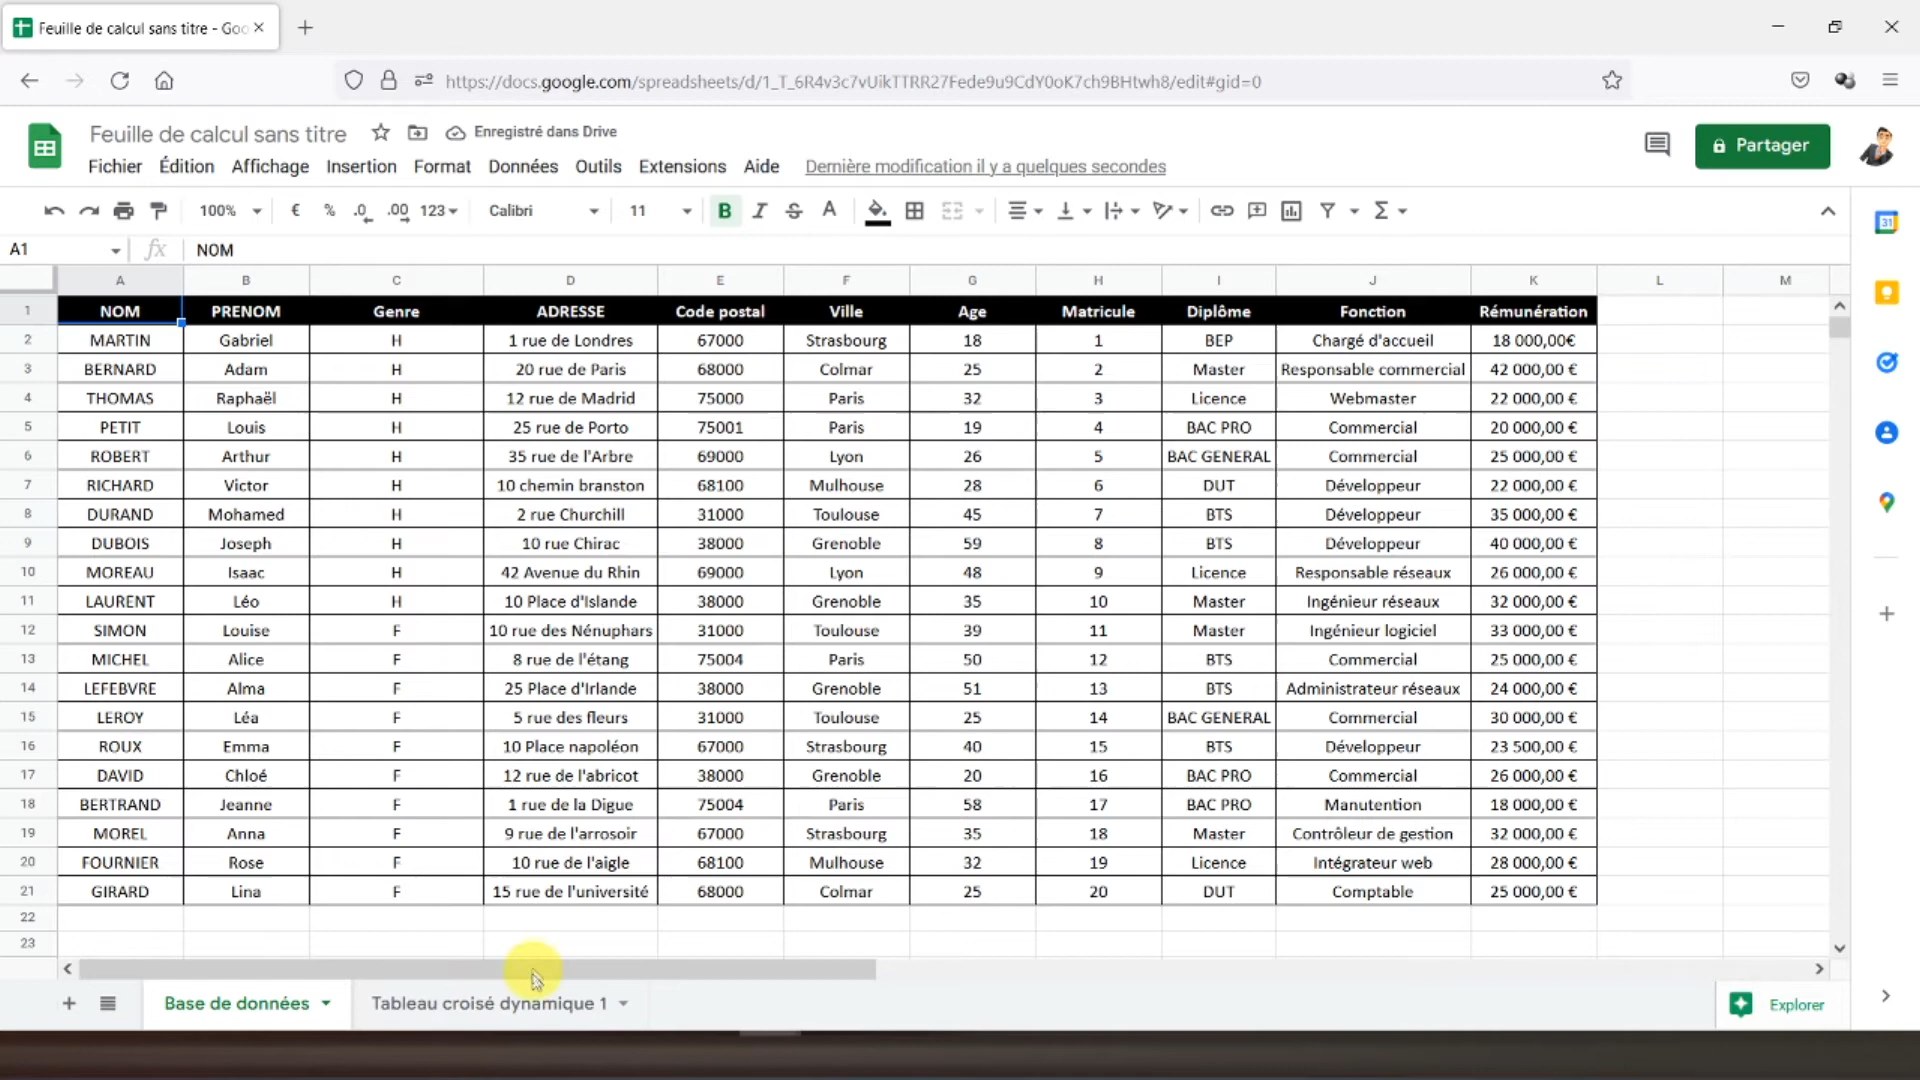 Feuille de calcul sans titre - Goo
https://docs.google.com/spreadsheets/d/1_T_6R4v3c7vUikTTRR27Fede9u9CdY0oK7ch9BHtwh8/edit#gid=0
Feuille de calcul sans titre Enregistré dans Drive
Partager
Fichier Édition Affichage Insertion Format Données Outils Extensions Aide Dernière modification il y a quelques secondes
100% € % .0 .00 123 Calibri 11 B I S A Σ
31
A1 fx NOM
A B C D E F G H I J K L M
1 NOM PRENOM Genre ADRESSE Code postal Ville Age Matricule Diplôme Fonction Rémunération
2 MARTIN Gabriel H 1 rue de Londres 67000 Strasbourg 18 1 BEP Chargé d'accueil 18 000,00€
3 BERNARD Adam H 20 rue de Paris 68000 Colmar 25 2 Master Responsable commercial 42 000,00 €
4 THOMAS Raphaël H 12 rue de Madrid 75000 Paris 32 3 Licence Webmaster 22 000,00 €
5 PETIT Louis H 25 rue de Porto 75001 Paris 19 4 BAC PRO Commercial 20 000,00 €
6 ROBERT Arthur H 35 rue de l'Arbre 69000 Lyon 26 5 BAC GENERAL Commercial 25 000,00 €
7 RICHARD Victor H 10 chemin branston 68100 Mulhouse 28 6 DUT Développeur 22 000,00 €
8 DURAND Mohamed H 2 rue Churchill 31000 Toulouse 45 7 BTS Développeur 35 000,00 €
9 DUBOIS Joseph H 10 rue Chirac 38000 Grenoble 59 8 BTS Développeur 40 000,00 €
10 MOREAU Isaac H 42 Avenue du Rhin 69000 Lyon 48 9 Licence Responsable réseaux 26 000,00 €
11 LAURENT Léo H 10 Place d'Islande 38000 Grenoble 35 10 Master Ingénieur réseaux 32 000,00 €
12 SIMON Louise F 10 rue des Nénuphars 31000 Toulouse 39 11 Master Ingénieur logiciel 33 000,00 €
13 MICHEL Alice F 8 rue de l'étang 75004 Paris 50 12 BTS Commercial 25 000,00 €
14 LEFEBVRE Alma F 25 Place d'Irlande 38000 Grenoble 51 13 BTS Administrateur réseaux 24 000,00 €
15 LEROY Léa F 5 rue des fleurs 31000 Toulouse 25 14 BAC GENERAL Commercial 30 000,00 €
16 ROUX Emma F 10 Place napoléon 67000 Strasbourg 40 15 BTS Développeur 23 500,00 €
17 DAVID Chloé F 12 rue de l'abricot 38000 Grenoble 20 16 BAC PRO Commercial 26 000,00 €
18 BERTRAND Jeanne F 1 rue de la Digue 75004 Paris 58 17 BAC PRO Manutention 18 000,00 €
19 MOREL Anna F 9 rue de l'arrosoir 67000 Strasbourg 35 18 Master Contrôleur de gestion 32 000,00 €
20 FOURNIER Rose F 10 rue de l'aigle 68100 Mulhouse 32 19 Licence Intégrateur web 28 000,00 €
21 GIRARD Lina F 15 rue de l'université 68000 Colmar 25 20 DUT Comptable 25 000,00 €
22
23
Base de données Tableau croisé dynamique 1 Explorer